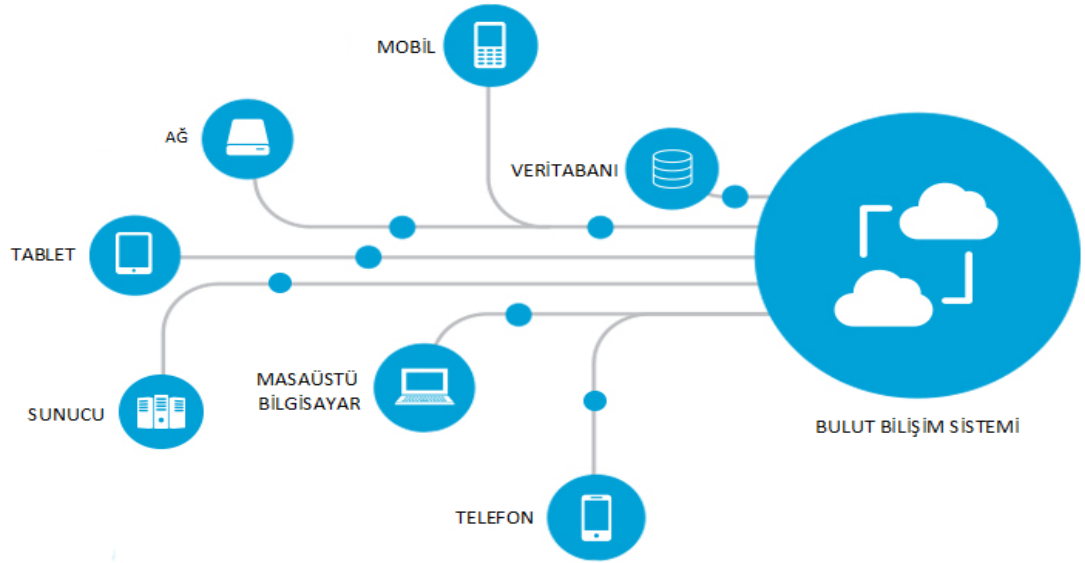 MOBİL
AĞ
VERİTABANI
TABLET
MASAÜSTÜ
BİLGİSAYAR
SUNUCU
BULUT BİLİŞİM SİSTEMİ
TELEFON